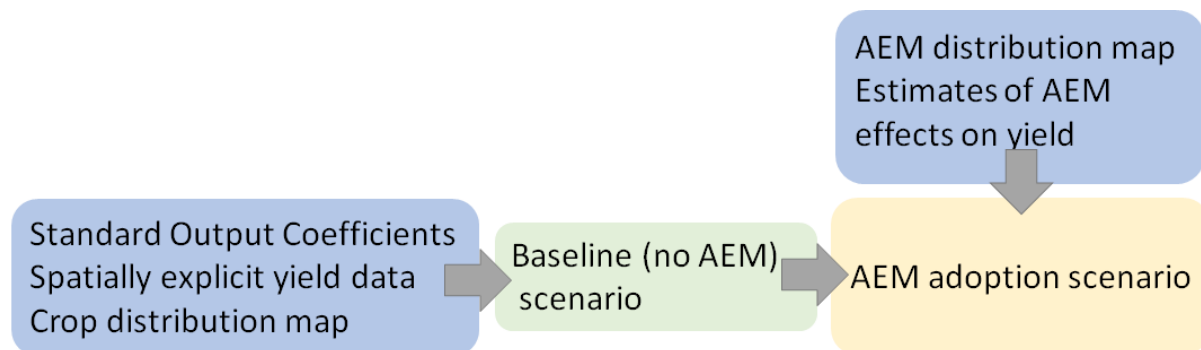 AEM distribution map
Estimates of AEM
effects on yield
Standard Output Coefficients
Spatially explicit yield data
Crop distribution map
Baseline (no AEM)
scenario
AEM adoption scenario